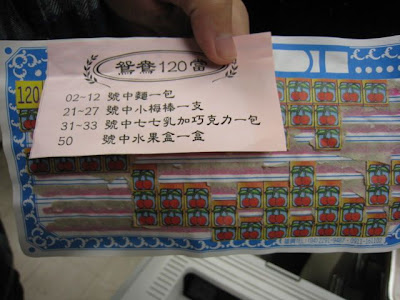 鴛鴦120當
02~12 號中麵一包
21~27 號中小梅棒一支
31~33 號中七七乳加巧克力一包
50 號中水果盒一盒
120